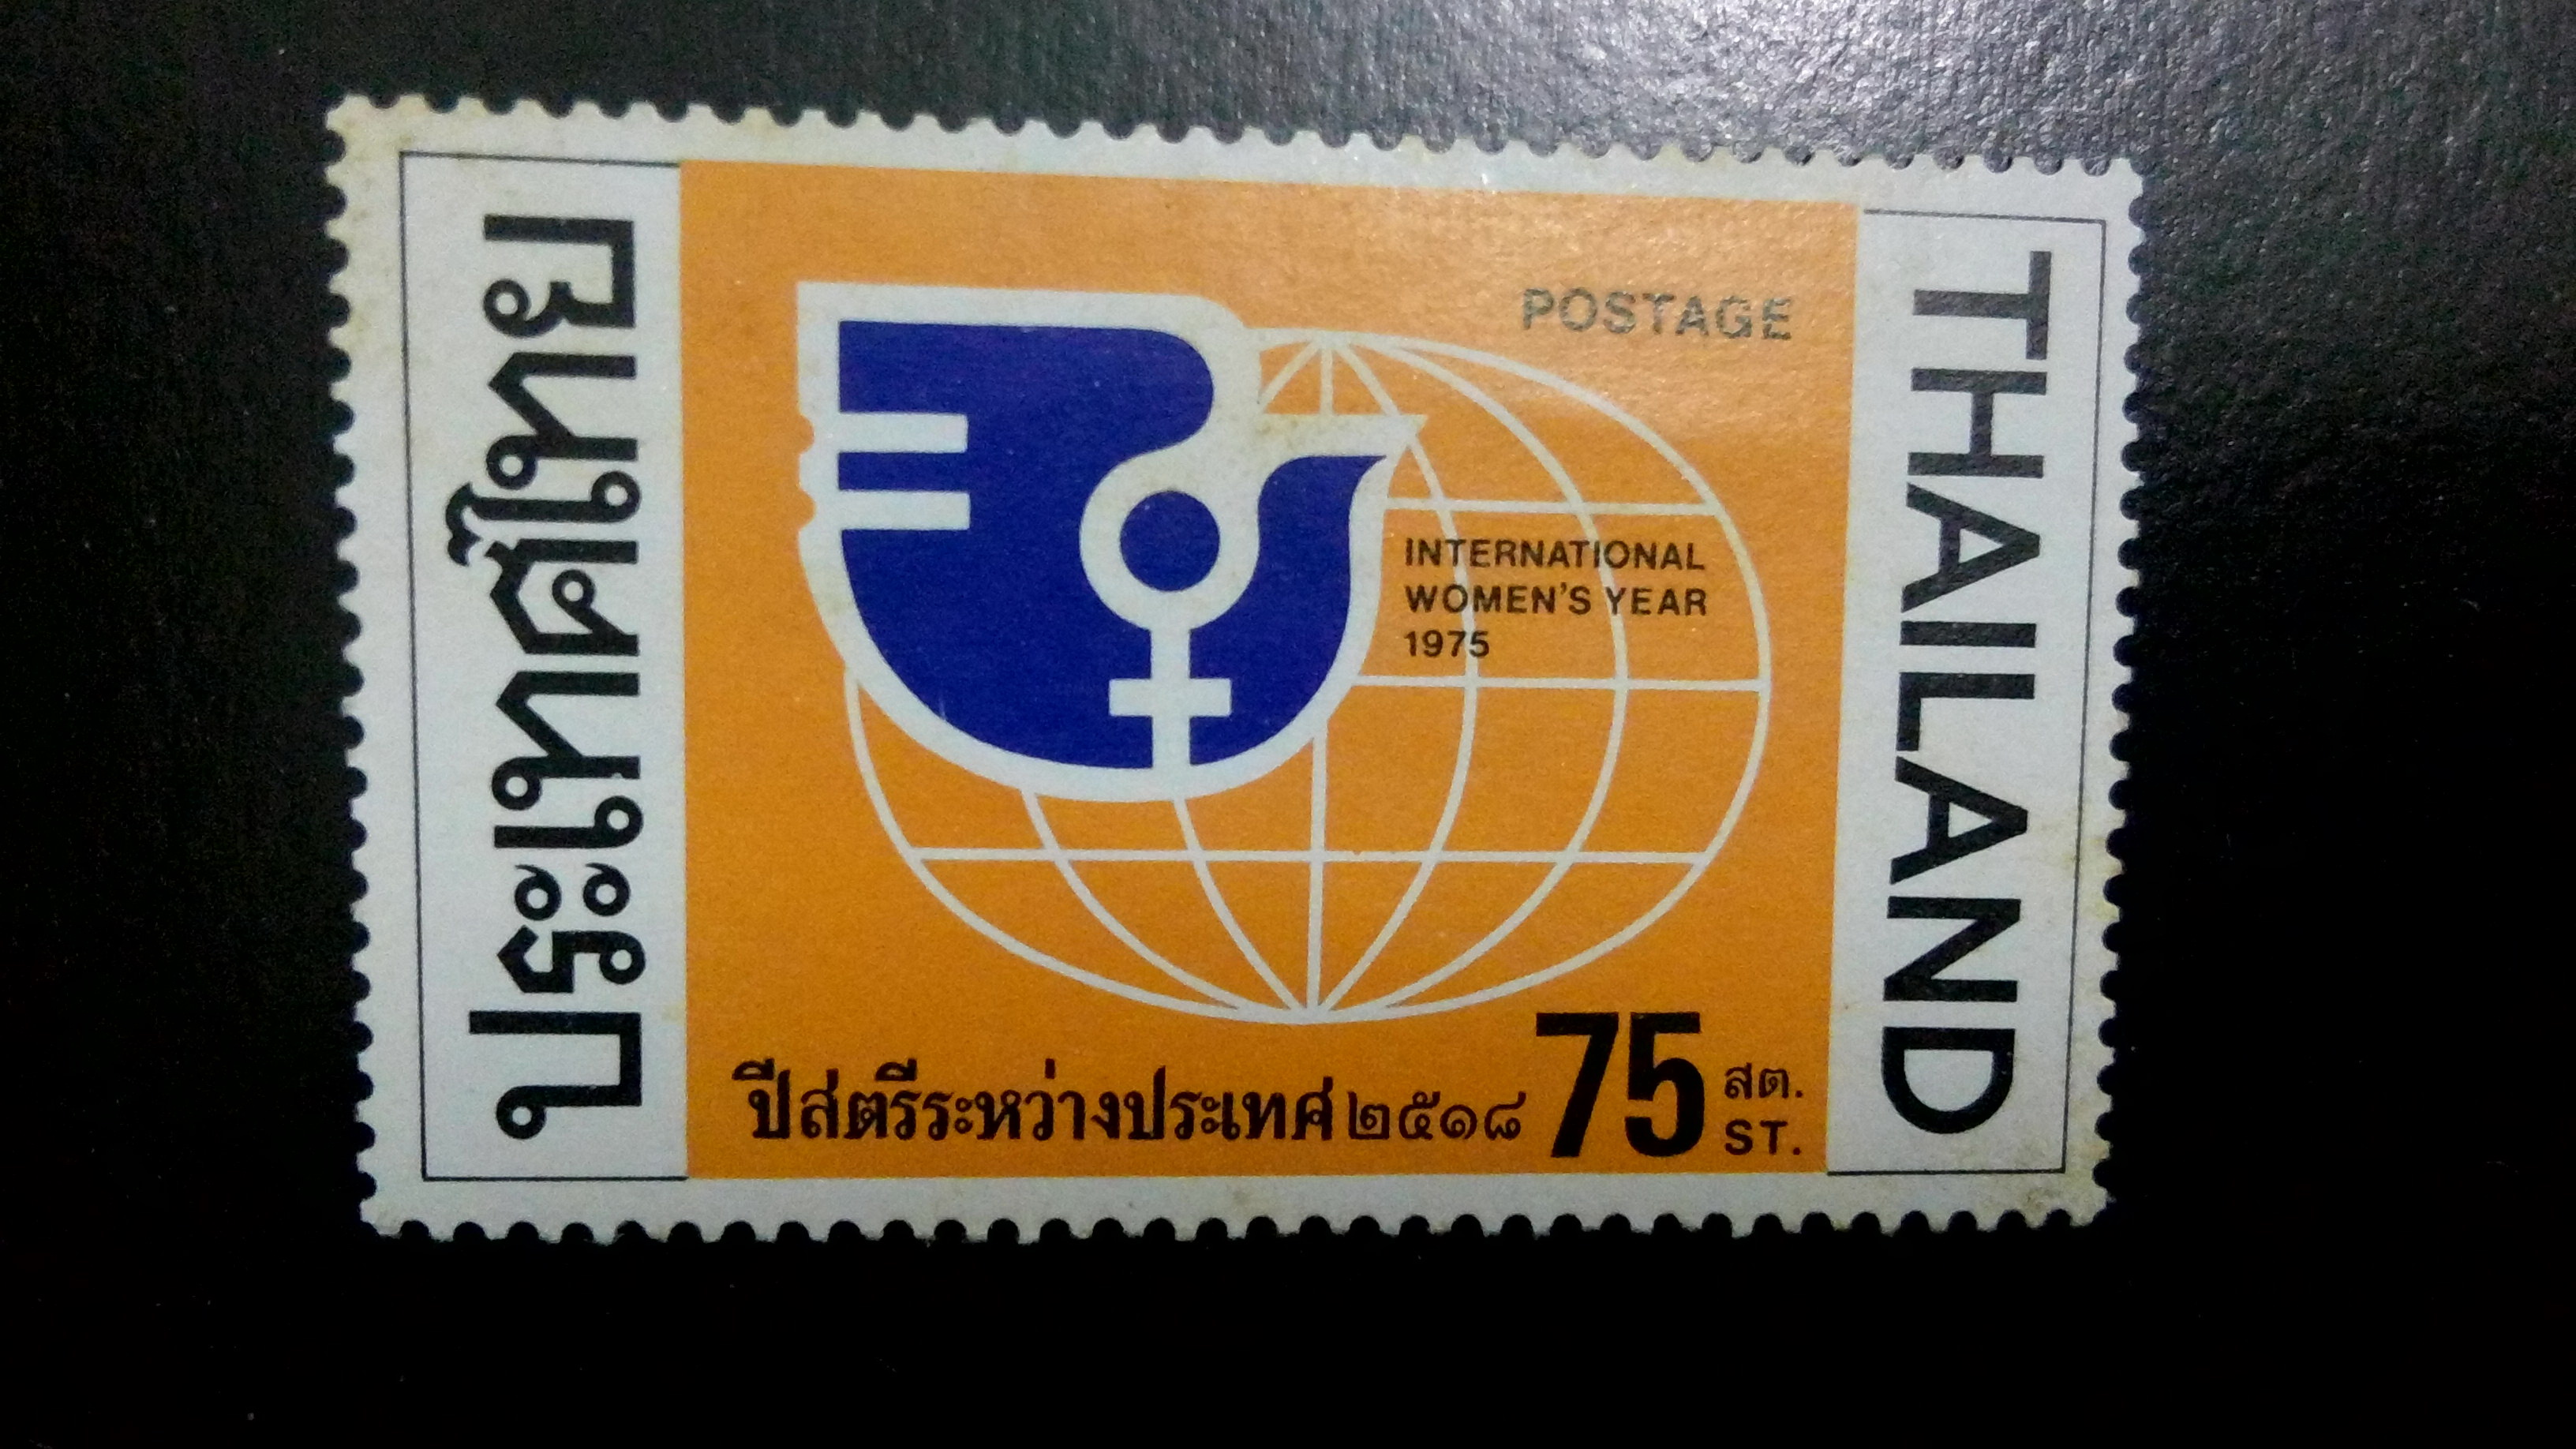 ประเทศไทย
POSTAGE
INTERNATIONAL
WOMEN'S YEAR
1975
ปีสตรีระหว่างประเทศ ๒๕๑๘
75 สต.
ST.
THAILAND